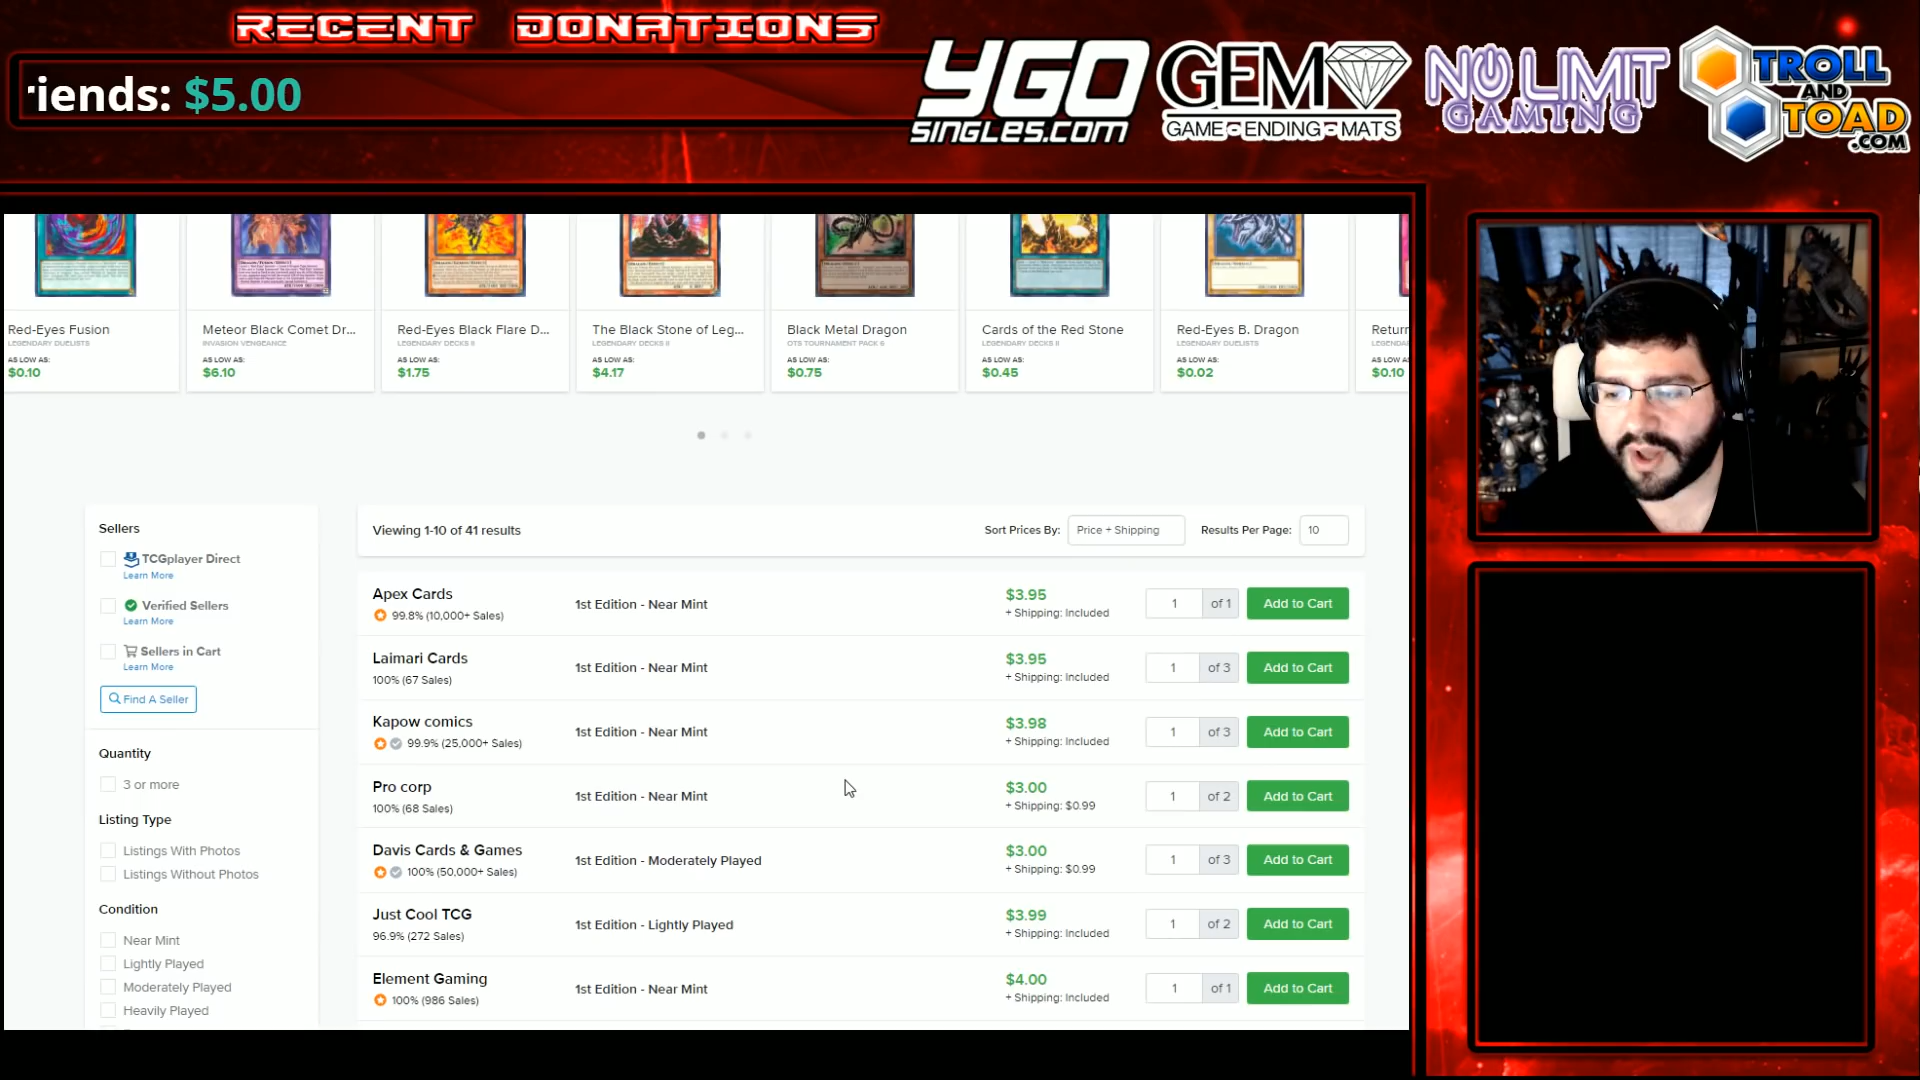 RECENT DONATIONS
riends: $5.00
YGO
SINGLES.COM
GEM
GAME-ENDING-MATS
NO LIMIT
GAMING
TROLL
AND
TOAD
.COM
Red-Eyes Fusion
LEGENDARY DUELISTS
AS LOW AS:
$0.10
Meteor Black Comet Dr...
INVASION VENGEANCE
AS LOW AS:
$6.10
Red-Eyes Black Flare D...
LEGENDARY DECKS II
AS LOW AS:
$1.75
The Black Stone of Leg...
LEGENDARY DECKS II
AS LOW AS:
$4.17
Black Metal Dragon
OTS TOURNAMENT PACK 6
AS LOW AS:
$0.75
Cards of the Red Stone
LEGENDARY DECKS II
AS LOW AS:
$0.45
Red-Eyes B. Dragon
LEGENDARY DUELISTS
AS LOW AS:
$0.02
Return
LEGENDA
AS LOW AS:
$0.10
Sellers
TCGplayer Direct
Learn More
Verified Sellers
Learn More
Sellers in Cart
Learn More
Find A Seller
Quantity
3 or more
Listing Type
Listings With Photos
Listings Without Photos
Condition
Near Mint
Lightly Played
Moderately Played
Heavily Played
Viewing 1-10 of 41 results
Sort Prices By: Price + Shipping Results Per Page: 10
Apex Cards
99.8% (10,000+ Sales)
1st Edition - Near Mint
$3.95
+ Shipping: Included
1 of 1 Add to Cart
Laimari Cards
100% (67 Sales)
1st Edition - Near Mint
$3.95
+ Shipping: Included
1 of 3 Add to Cart
Kapow comics
99.9% (25,000+ Sales)
1st Edition - Near Mint
$3.98
+ Shipping: Included
1 of 3 Add to Cart
Pro corp
100% (68 Sales)
1st Edition - Near Mint
$3.00
+ Shipping: $0.99
1 of 2 Add to Cart
Davis Cards & Games
100% (50,000+ Sales)
1st Edition - Moderately Played
$3.00
+ Shipping: $0.99
1 of 3 Add to Cart
Just Cool TCG
96.9% (272 Sales)
1st Edition - Lightly Played
$3.99
+ Shipping: Included
1 of 2 Add to Cart
Element Gaming
100% (986 Sales)
1st Edition - Near Mint
$4.00
+ Shipping: Included
1 of 1 Add to Cart